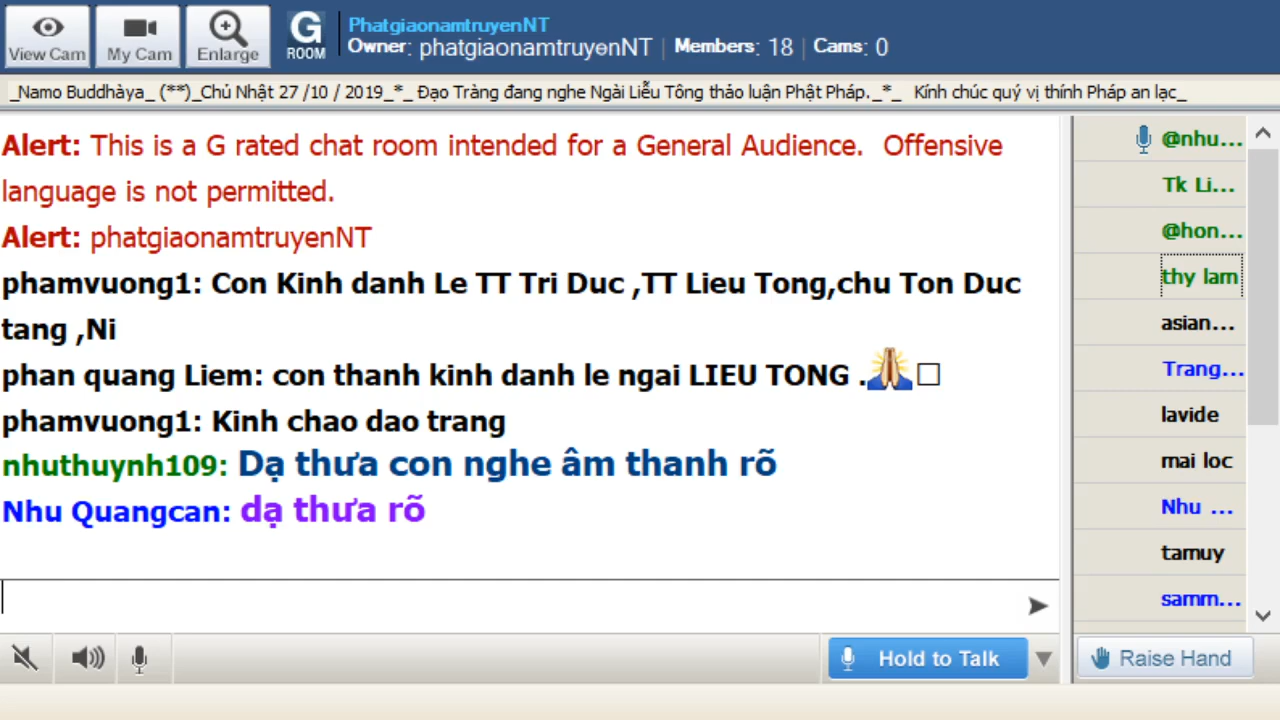 View Cam
My Cam
Enlarge
G
ROOM
PhatgiaonamtruyenNT
Owner: phatgiaonamtruyenNT | Members: 18 | Cams: 0
_Namo Buddhàya_ (**)_Chủ Nhật 27 /10 / 2019_*_ Đạo Tràng đang nghe Ngài Liễu Tông thảo luận Phật Pháp._*_ Kính chúc quý vị thính Pháp an lạc_
Alert: This is a G rated chat room intended for a General Audience. Offensive
language is not permitted.
Alert: phatgiaonamtruyenNT
phamvuong1: Con Kinh danh Le TT Tri Duc ,TT Lieu Tong,chu Ton Duc
tang ,Ni
phan quang Liem: con thanh kinh danh le ngai LIEU TONG .🙏□
phamvuong1: Kinh chao dao trang
nhuthuynh109: Dạ thưa con nghe âm thanh rõ
Nhu Quangcan: dạ thưa rõ
@nhu...
Tk Li...
@hon...
thy lam
asian...
Trang...
lavide
mai loc
Nhu ...
tamuy
samm...
Hold to Talk
Raise Hand